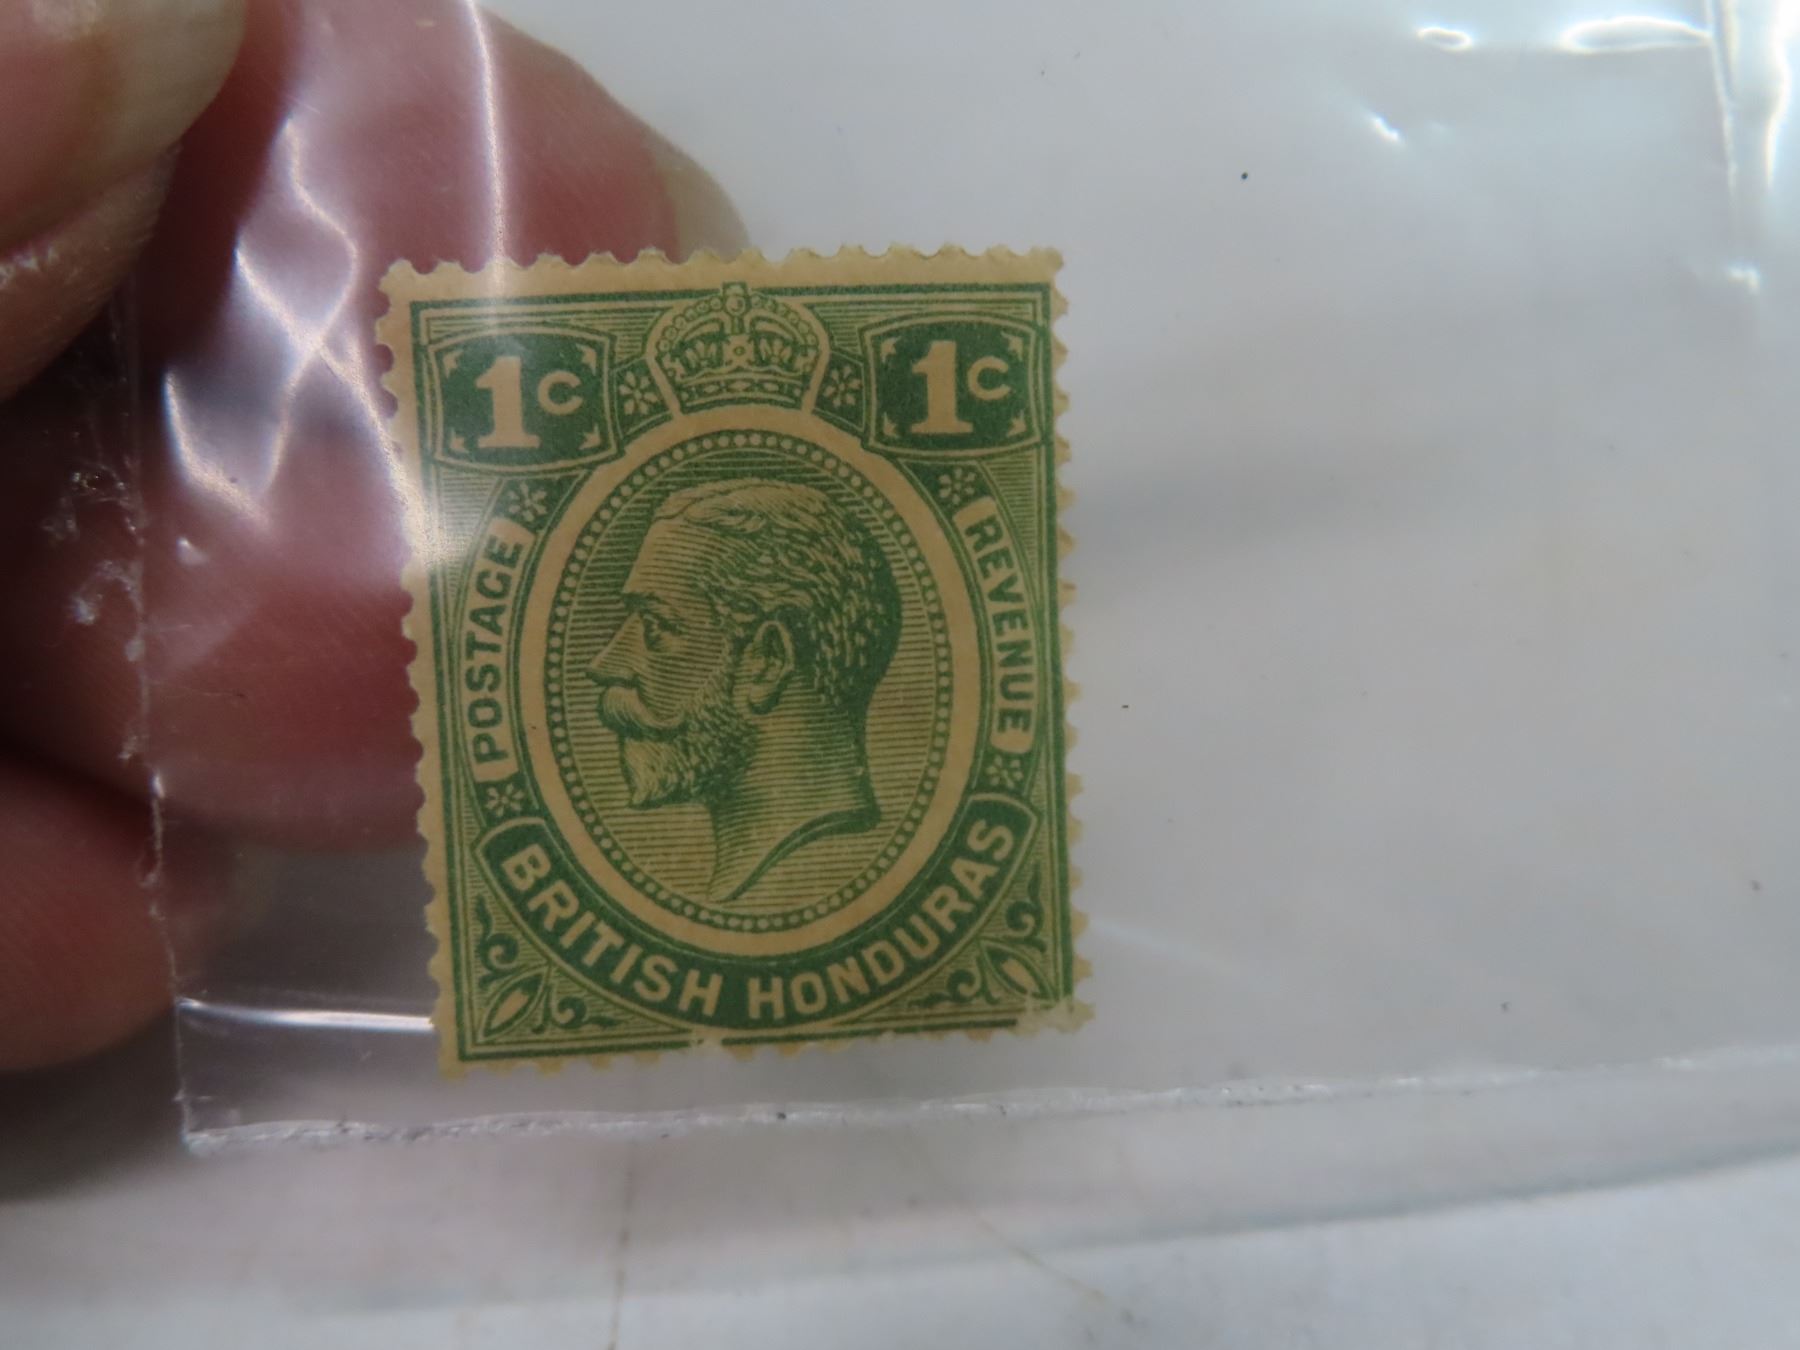 1C
1C
POSTAGE
REVENUE
BRITISH HONDURAS